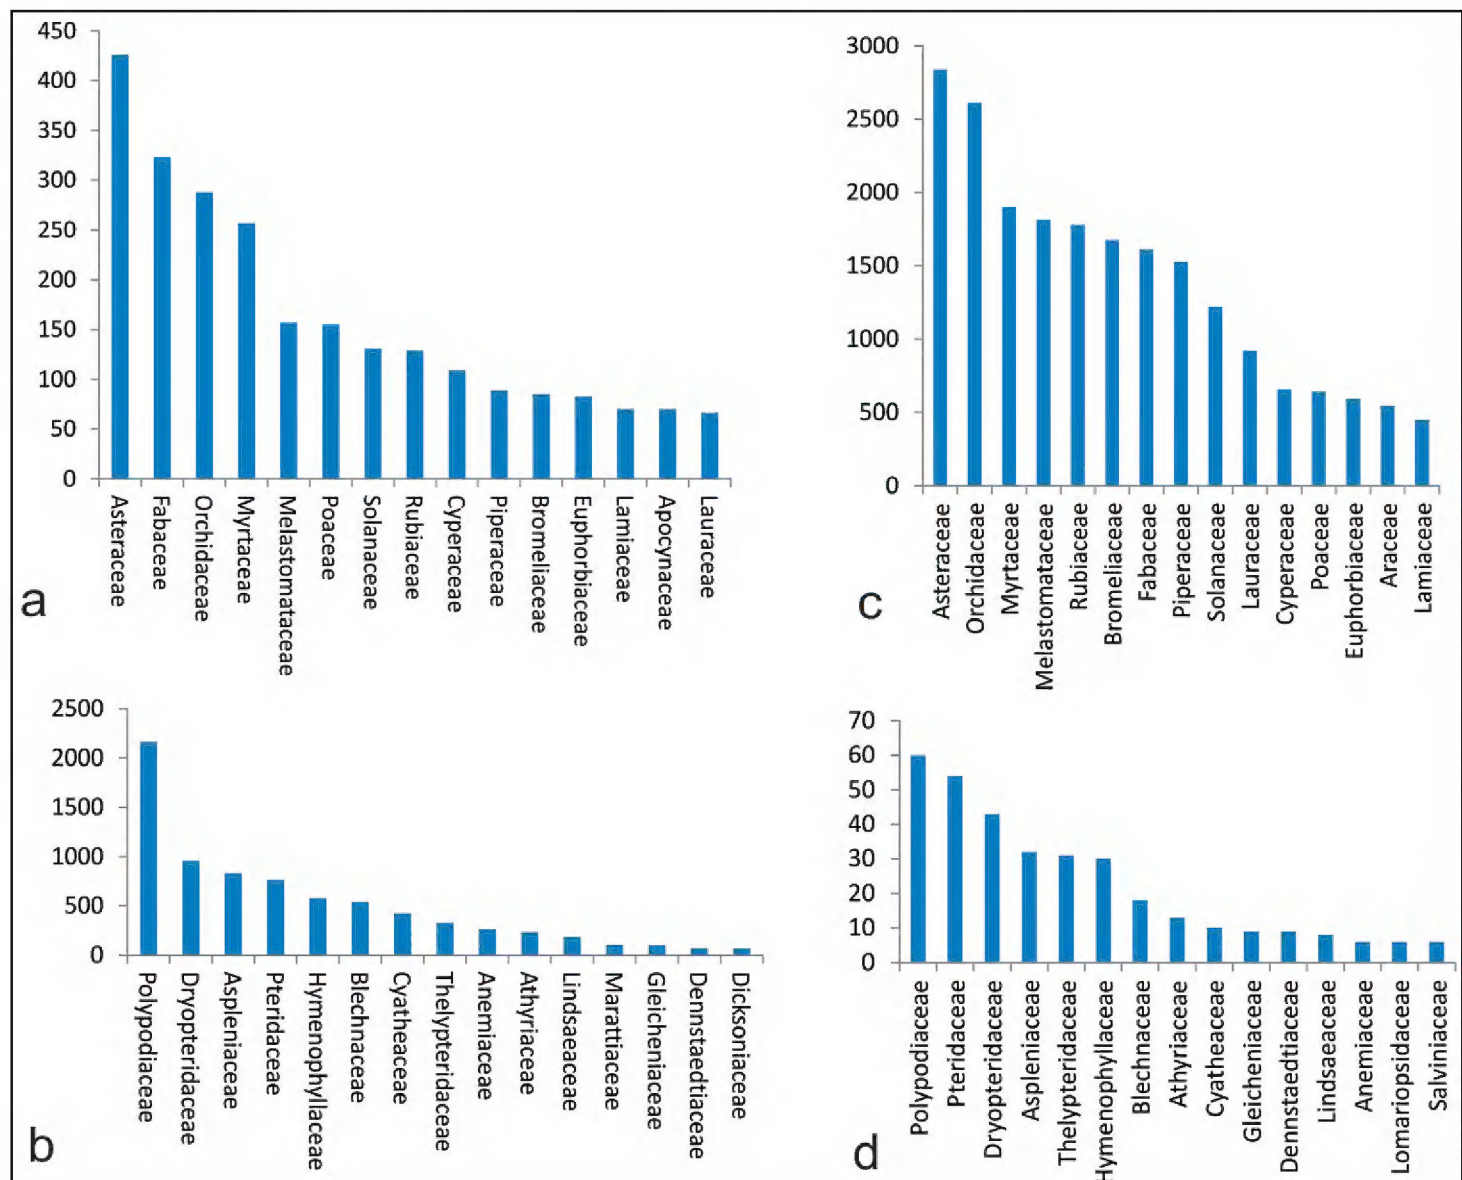 450
400
350
300
250
200
150
100
50
0
Asteraceae
Fabaceae
Orchidaceae
Myrtaceae
Melastomataceae
Poaceae
Solanaceae
Rubiaceae
Cyperaceae
Piperaceae
Bromeliaceae
Euphorbiaceae
Lamiaceae
Apocynaceae
Lauraceae
a
3000
2500
2000
1500
1000
500
0
Asteraceae
Orchidaceae
Myrtaceae
Melastomataceae
Rubiaceae
Bromeliaceae
Fabaceae
Piperaceae
Solanaceae
Lauraceae
Cyperaceae
Poaceae
Euphorbiaceae
Araceae
Lamiaceae
c
2500
2000
1500
1000
500
0
Polypodiaceae
Dryopteridaceae
Aspleniaceae
Pteridaceae
Hymenophyllaceae
Blechnaceae
Cyatheaceae
Thelypteridaceae
Anemiaceae
Athyriaceae
Lindsaeaceae
Marattiaceae
Gleicheniaceae
Dennstaedtiaceae
Dicksoniaceae
b
70
60
50
40
30
20
10
0
Polypodiaceae
Pteridaceae
Dryopteridaceae
Aspleniaceae
Thelypteridaceae
Hymenophyllaceae
Blechnaceae
Athyriaceae
Cyatheaceae
Gleicheniaceae
Dennstaedtiaceae
Lindsaeaceae
Anemiaceae
Lomariopsidaceae
Salviniaceae
d